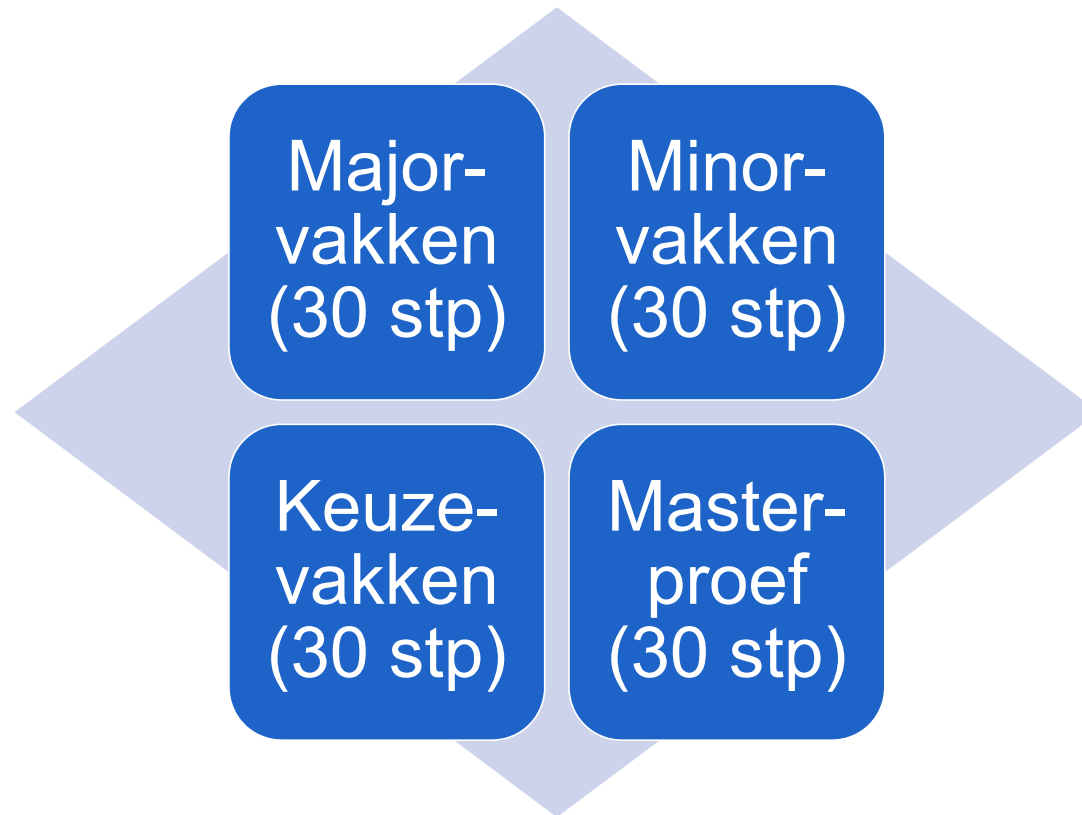 Major-
vakken
(30 stp)
Minor-
vakken
(30 stp)
Keuze-
vakken
(30 stp)
Master-
proef
(30 stp)